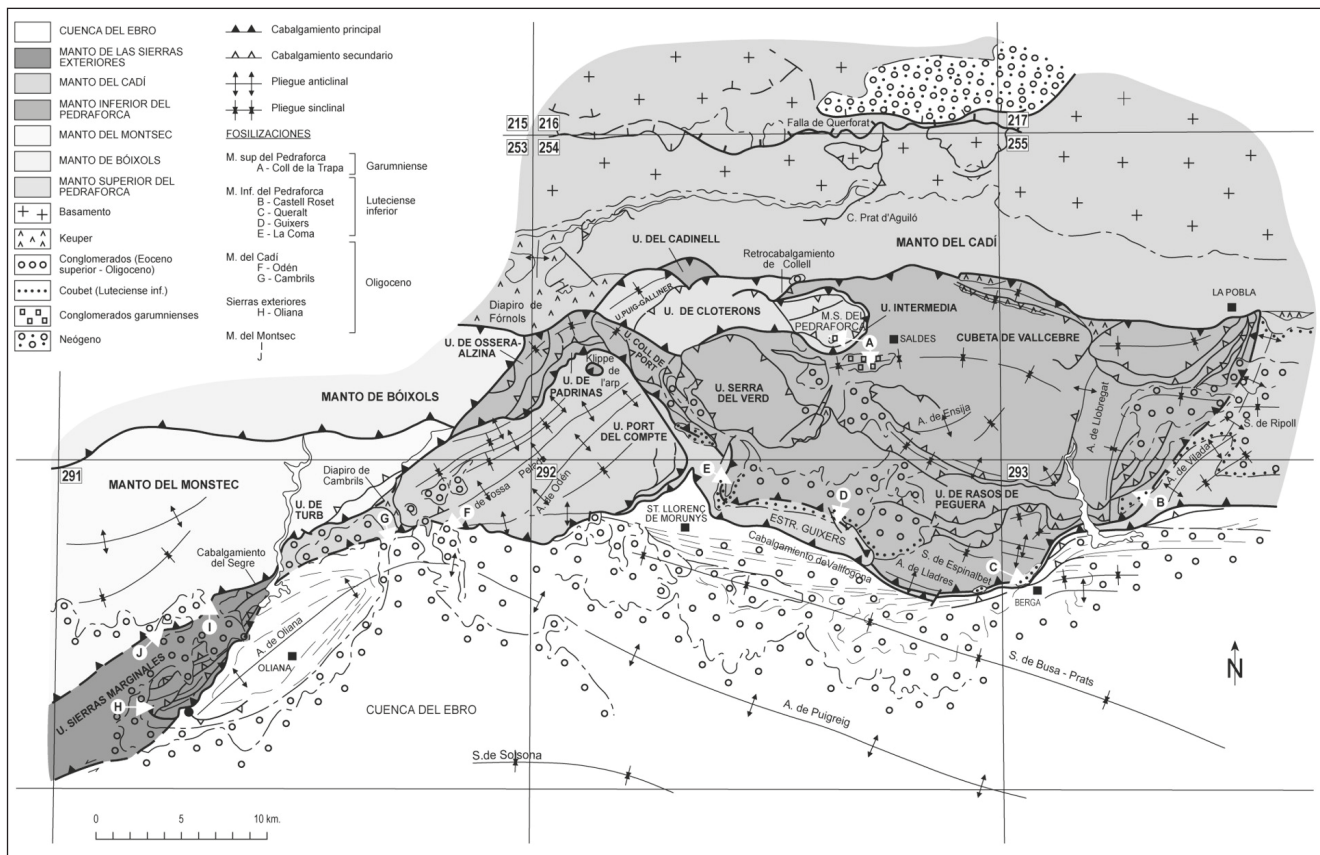 CUENCA DEL EBRO
MANTO DE LAS SIERRAS
EXTERIORES
MANTO DEL CADÍ
MANTO INFERIOR DEL
PEDRAFORCA
MANTO DEL MONTSEC
MANTO DE BÓIXOLS
MANTO SUPERIOR DEL
PEDRAFORCA
Basamento
Keuper
Conglomerados (Eoceno
superior - Oligoceno)
Coubet (Luteciense inf.)
Conglomerados garumnienses
Neógeno
Cabalgamiento principal
Cabalgamiento secundario
Pliegue anticlinal
Pliegue sinclinal
FOSILIZACIONES
M. sup del Pedraforca
A - Coll de la Trapa
Garumniense
M. Inf. del Pedraforca
B - Castell Roset
C - Queralt
D - Guixers
E - La Coma
Luteciense
inferior
M. del Cadí
F - Odén
G - Cambrils
Sierras exteriores
H - Oliana
Oligoceno
M. del Montsec
I
J
215 216
253 254
217
255
Falla de Querforat
C. Prat d'Aguiló
U. DEL CADINELL
Retrocabalgamiento
de Collell
MANTO DEL CADÍ
Diapiro de
Fórnols
U. PUIG-GALLINER
U. DE CLOTERONS
M.S. DEL
PEDRAFORCA
U. INTERMEDIA
LA POBLA
A
SALDES
CUBETA DE VALLCEBRE
U. DE OSSERA-
ALZINA
U. COLL DE
PORT
Klippe
de
l'arp
U. DE
PADRINAS
U. SERRA
DEL VERD
MANTO DE BÓIXOLS
A. de Ensija
A. de Llobregat
S. de Ripoll
U. PORT
DEL COMPTE
291
292
293
Diapiro de
Cambrils
A. de Odén
de Tossa
A. de Vilada
E
MANTO DEL MONSTEC
U. DE
TURB
G
F
D
B
U. DE RASOS DE
PEGUERA
ST. LLORENÇ
DE MORUNYS
ESTR. GUIXERS
Cabalgamiento
del Segre
Cabalgamiento de Vallfogona
S. de Espinalbet
A. de Lladres
C
BERGA
I
J
A. de Oliana
OLIANA
U. SIERRAS MARGINALES
H
S. de Busa - Prats
N
CUENCA DEL EBRO
A. de Puigreig
S. de Solsona
0 5 10 km.